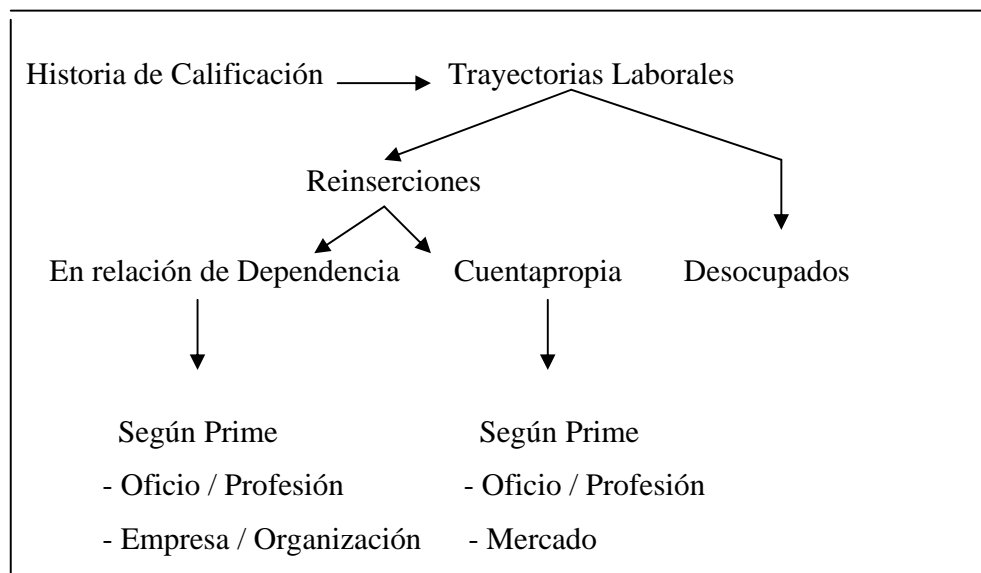 Historia de Calificación Trayectorias Laborales
Reinserciones
En relación de Dependencia Cuentapropia Desocupados
Según Prime Según Prime
- Oficio / Profesión - Oficio / Profesión
- Empresa / Organización - Mercado